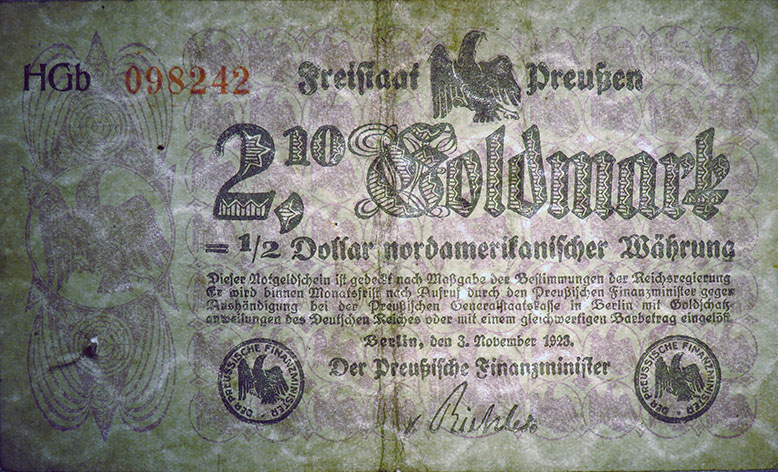 HGb 098242
Freistaat Preußen
2,10 Goldmark
= 1/2 Dollar nordamerikanischer Währung
Dieser Notgeldschein ist gedeckt nach Maßgabe der Bestimmungen der Reichsregierung
Er wird binnen Monatsfrist nach Aufruf durch den Preußischen Finanzminister gegen
Aushändigung bei der Preußischen Generalstaatskasse in Berlin mit Goldschatz-
anweisungen des Deutschen Reiches oder mit einem gleichwertigen Barbetrag eingelöst
Berlin, den 3. November 1923.
Der Preußische Finanzminister
DER PREUSSISCHE FINANZMINISTER
DER PREUSSISCHE FINANZMINISTER